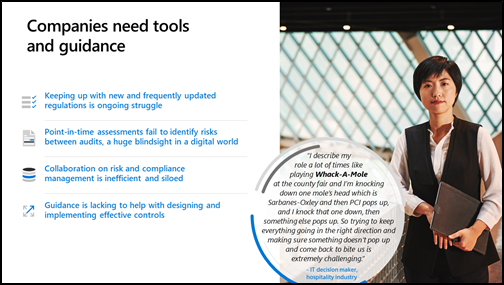 Companies need tools
and guidance
Keeping up with new and frequently updated
regulations is ongoing struggle
Point-in-time assessments fail to identify risks
between audits, a huge blindsight in a digital world
Collaboration on risk and compliance
management is inefficient and siloed
Guidance is lacking to help with designing and
implementing effective controls
"I describe my
role a lot of times like
playing Whack-A-Mole
at the county fair and I'm knocking
down one mole's head which is
Sarbanes-Oxley and then PCI pops up,
and I knock that one down, then
something else pops up. So trying to keep
everything going in the right direction and
making sure something doesn't pop up
and come back to bite us is
extremely challenging."
- IT decision maker,
hospitality industry